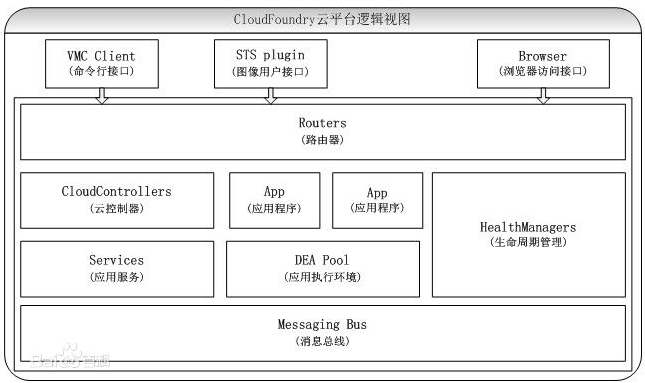 CloudFoundry云平台逻辑视图
VMC Client
(命令行接口)
STS plugin
(图像用户接口)
Browser
(浏览器访问接口)
Routers
(路由器)
CloudControllers
(云控制器)
App
(应用程序)
App
(应用程序)
HealthManagers
(生命周期管理)
Services
(应用服务)
DEA Pool
(应用执行环境)
Messaging Bus
(消息总线)
Baidu百科